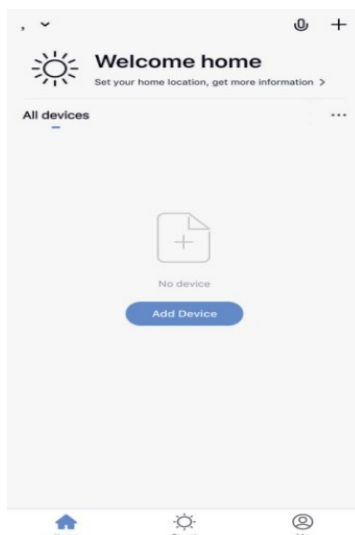 ,
Welcome home
Set your home location, get more information >
All devices
...
No device
Add Device